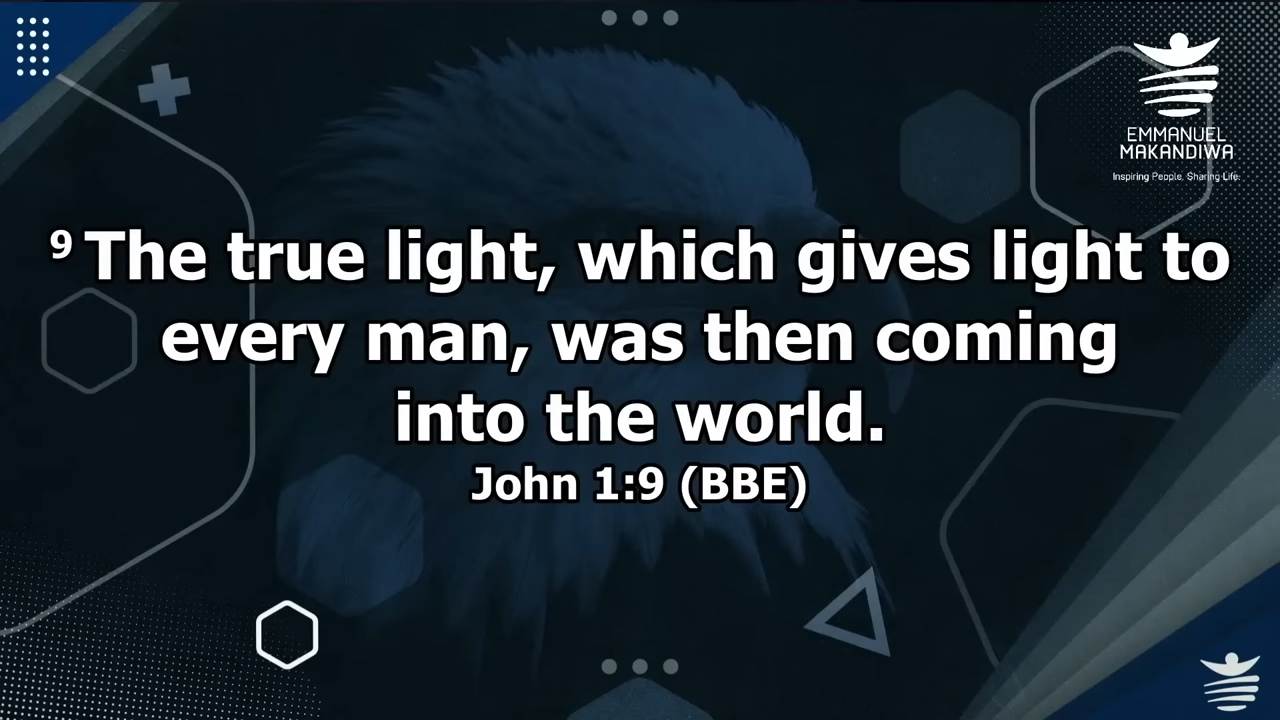 EMMANUEL
MAKANDIWA
Inspiring People. Sharing Life.
9 The true light, which gives light to
every man, was then coming
into the world.
John 1:9 (BBE)